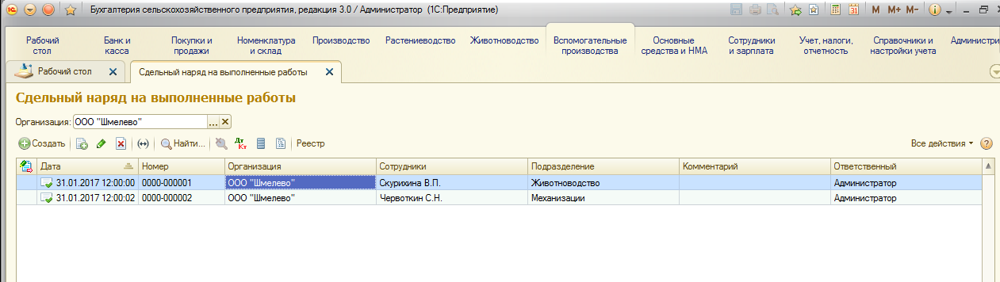 Бухгалтерия сельскохозяйственного предприятия, редакция 3.0 / Администратор (1С:Предприятие)
M M+ M-
Рабочий стол
Банк и касса
Покупки и продажи
Номенклатура и склад
Производство
Растениеводство
Животноводство
Вспомогательные производства
Основные средства и НМА
Сотрудники и зарплата
Учет, налоги, отчетность
Справочники и настройки учета
Администри
Рабочий стол
Сдельный наряд на выполненные работы
Сдельный наряд на выполненные работы
Организация: ООО "Шмелево" ...
Создать Найти... Дт Кт Реестр Все действия ?
Дата Номер Организация Сотрудники Подразделение Комментарий Ответственный
31.01.2017 12:00:00 0000-000001 ООО "Шмелево" Скурихина В.П. Животноводство Администратор
31.01.2017 12:00:02 0000-000002 ООО "Шмелево" Червоткин С.Н. Механизации Администратор